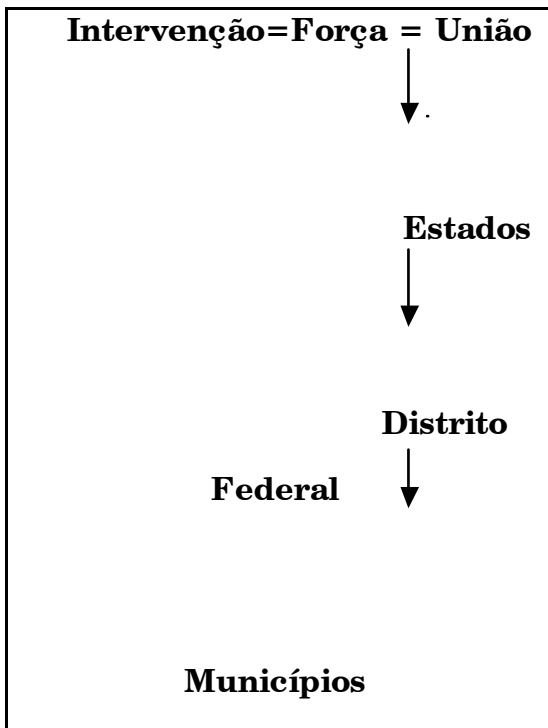 Intervenção=Força = União
.
Estados
Distrito
Federal
Municípios